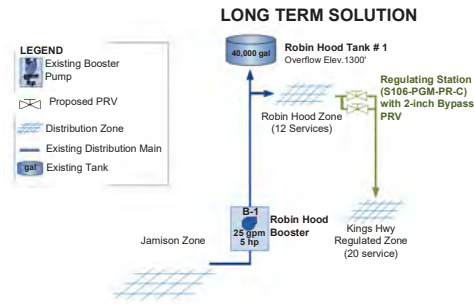 LONG TERM SOLUTION
LEGEND
Existing Booster
Pump
Proposed PRV
Distribution Zone
Existing Distribution Main
gal
Existing Tank
40,000 gal
Robin Hood Tank # 1
Overflow Elev.1300'
Robin Hood Zone
(12 Services)
Regulating Station
(S106-PGM-PR-C)
with 2-inch Bypass
PRV
B-1
25 gpm
5 hp
Robin Hood
Booster
Jamison Zone
Kings Hwy
Regulated Zone
(20 service)